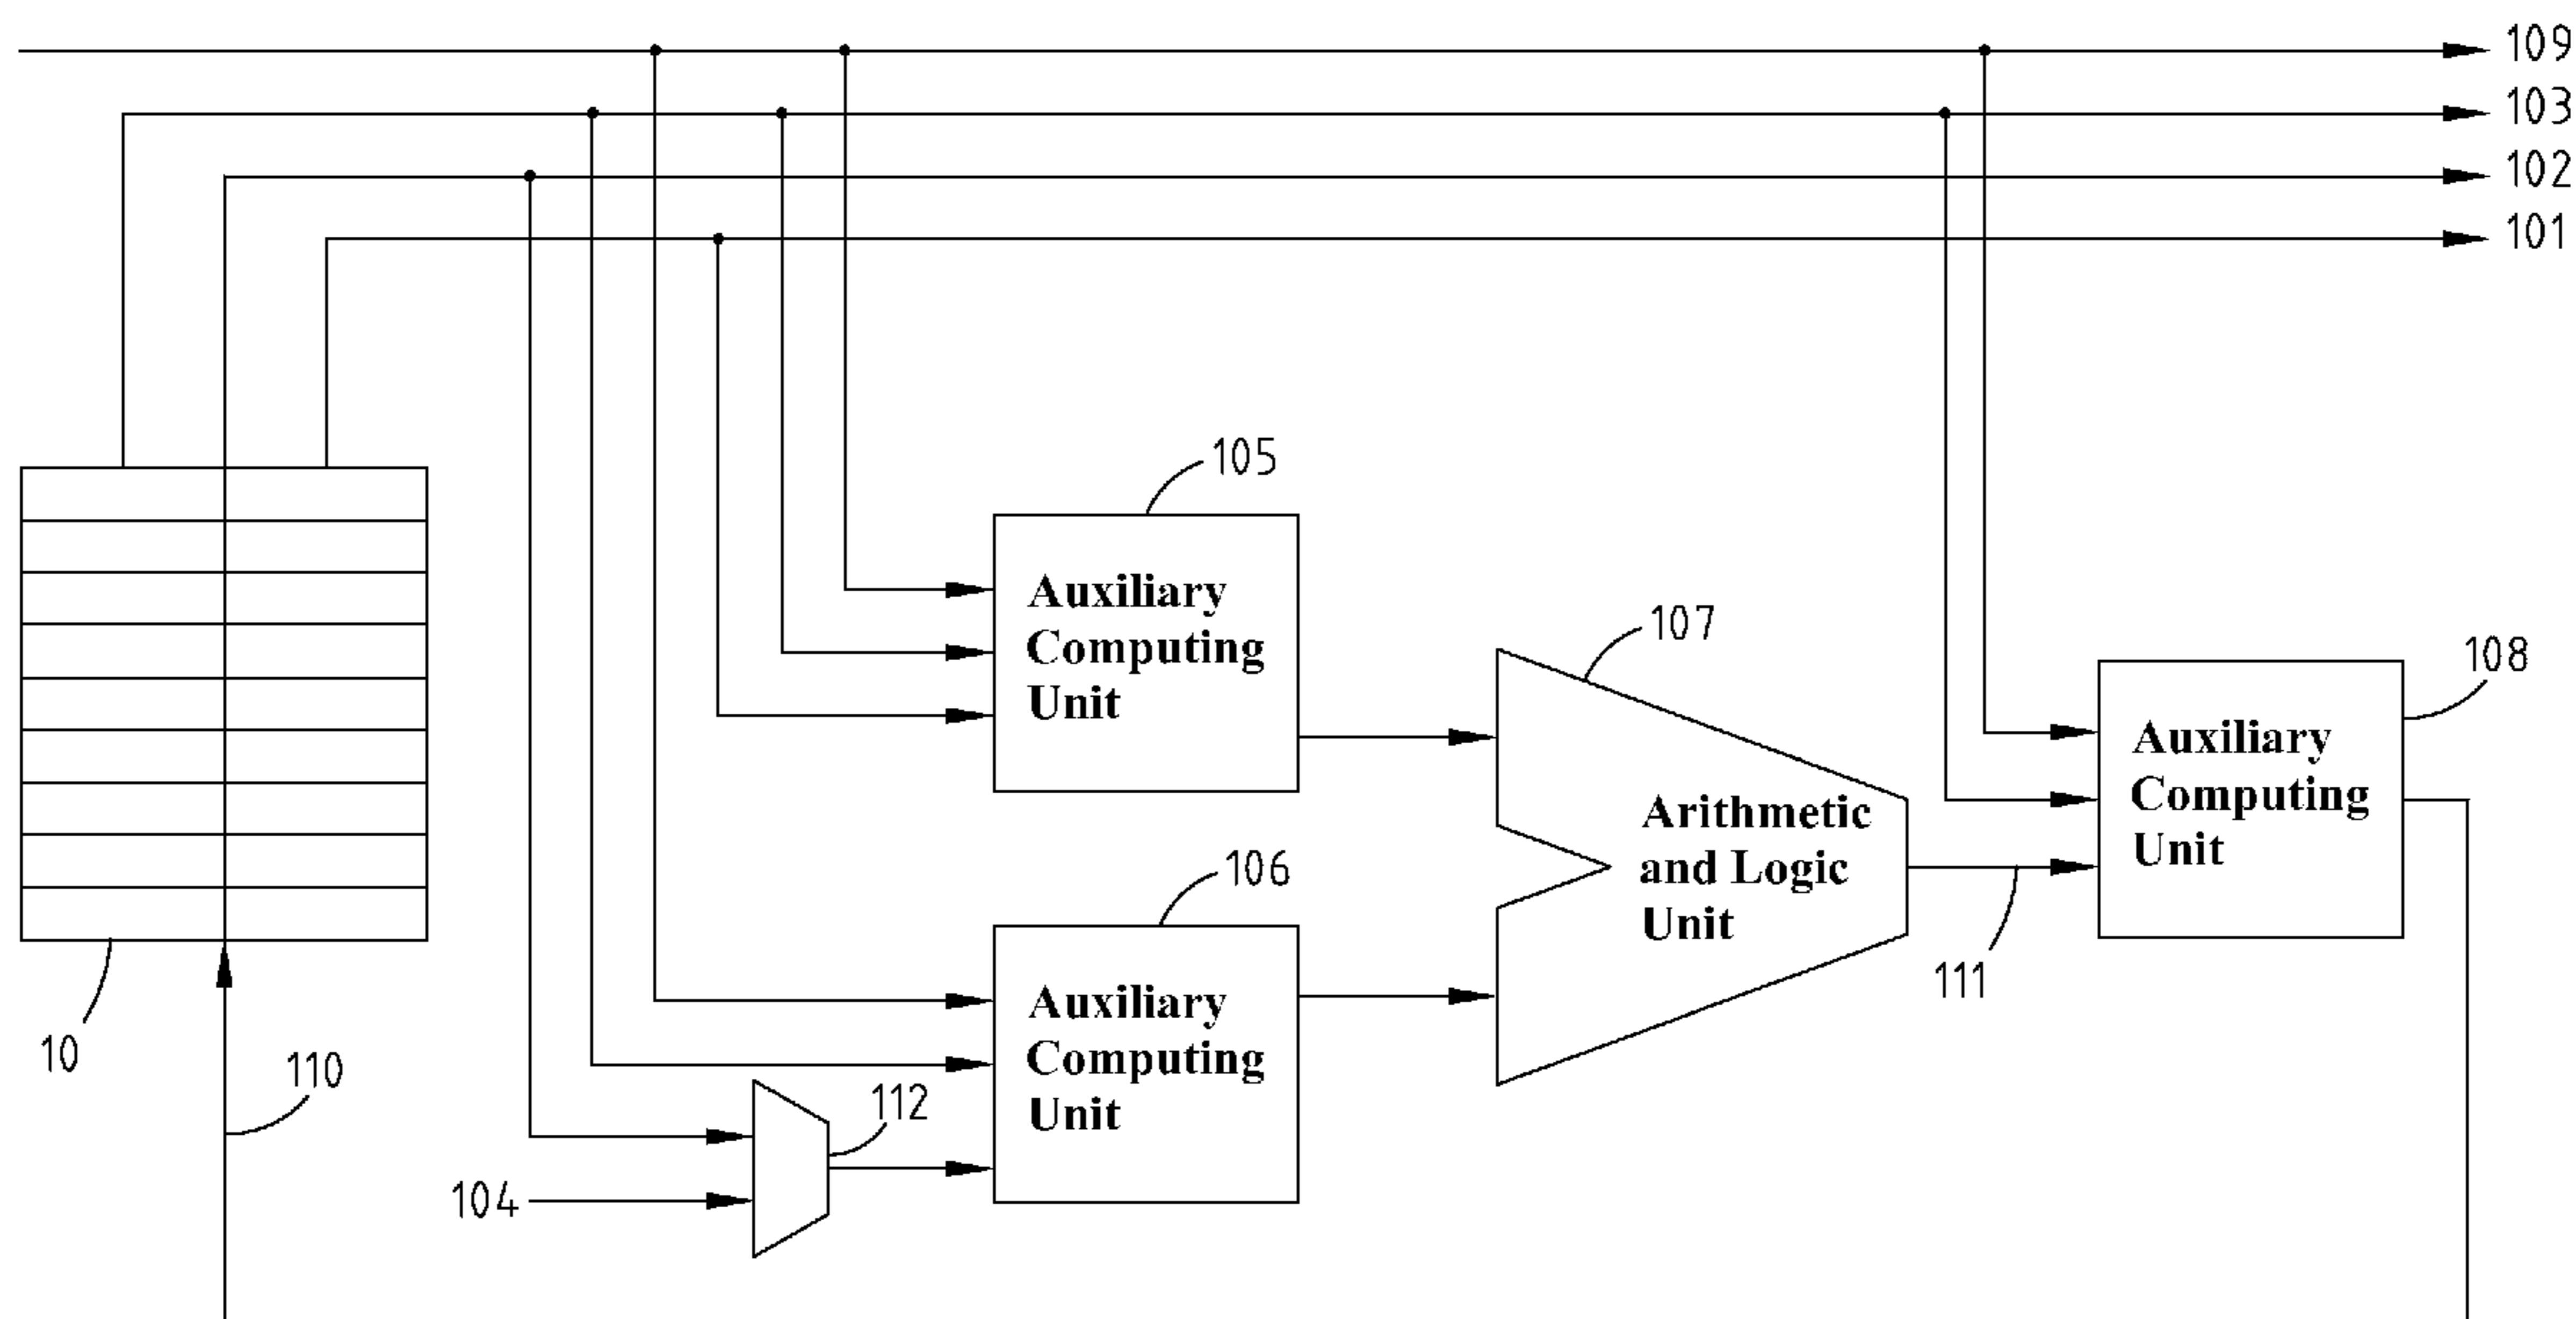 109
103
102
101
105
Auxiliary
Computing
Unit
107
108
Auxiliary
Computing
Unit
Arithmetic
and Logic
Unit
106
111
Auxiliary
Computing
Unit
10
110
112
104